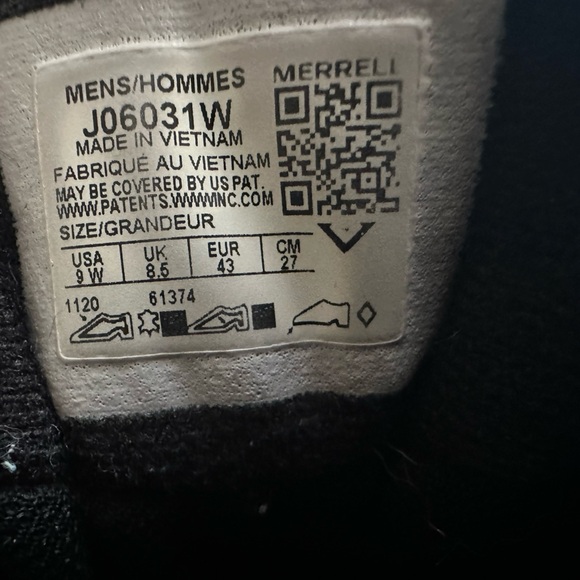 MENS/HOMMES
MERRELL
J06031W
MADE IN VIETNAM
FABRIQUÉ AU VIETNAM
MAY BE COVERED BY US PAT.
WWW.PATENTS.WWWINC.COM
SIZE/GRANDEUR
USA UK EUR CM
9 W 8.5 43 27
1120 61374